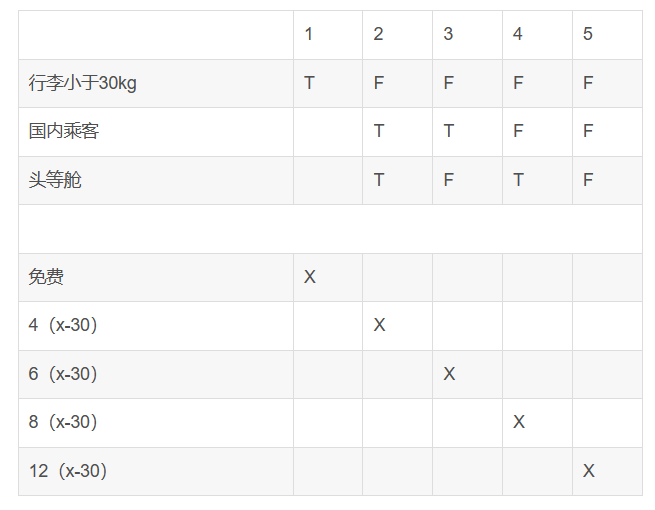 1 2 3 4 5
行李小于30kg T F F F F
国内乘客 T T F F
头等舱 T F T F
免费 X
4（x-30） X
6（x-30） X
8（x-30） X
12（x-30） X